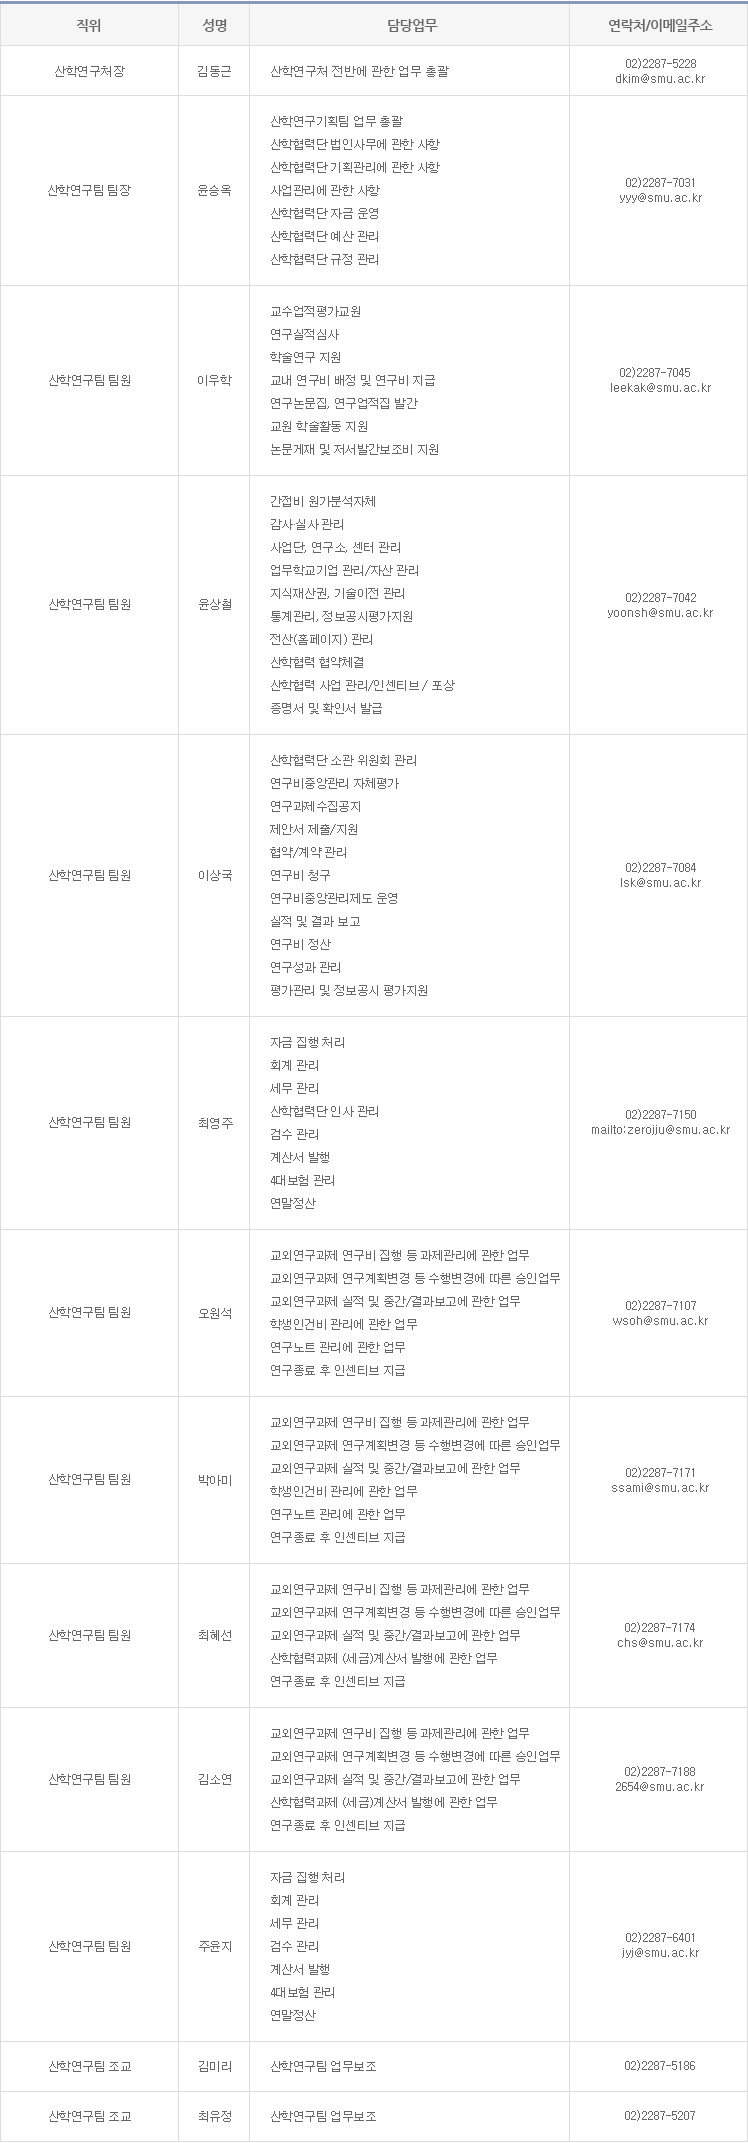 직위 성명 담당업무 연락처/이메일주소
산학연구처장 김동근 산학연구처 전반에 관한 업무 총괄 02)2287-5228
dkim@smu.ac.kr
산학연구팀 팀장 윤승옥
산학연구기획팀 업무 총괄
산학협력단 법인사무에 관한 사항
산학협력단 기획관리에 관한 사항
사업관리에 관한 사항
산학협력단 자금 운영
산학협력단 예산 관리
산학협력단 규정 관리
02)2287-7031
yyy@smu.ac.kr
산학연구팀 팀원 이우학
교수업적평가교원
연구실적심사
학술연구 지원
교내 연구비 배정 및 연구비 지급
연구논문집, 연구업적집 발간
교원 학술활동 지원
논문게재 및 저서발간보조비 지원
02)2287-7045
leekak@smu.ac.kr
산학연구팀 팀원 윤상철
간접비 원가분석자체
감사·실사 관리
사업단, 연구소, 센터 관리
업무학교기업 관리/자산 관리
지식재산권, 기술이전 관리
통계관리, 정보공시평가지원
전산(홈페이지) 관리
산학협력 협약체결
산학협력 사업 관리/인센티브 / 포상
증명서 및 확인서 발급
02)2287-7042
yoonsh@smu.ac.kr
산학연구팀 팀원 이상국
산학협력단 소관 위원회 관리
연구비중앙관리 자체평가
연구과제수집공지
제안서 제출/지원
협약/계약 관리
연구비 청구
연구비중앙관리제도 운영
실적 및 결과 보고
연구비 정산
연구성과 관리
평가관리 및 정보공시 평가지원
02)2287-7084
lsk@smu.ac.kr
산학연구팀 팀원 최영주
자금 집행 처리
회계 관리
세무 관리
산학협력단 인사 관리
검수 관리
계산서 발행
4대보험 관리
연말정산
02)2287-7150
mailto:zerojju@smu.ac.kr
산학연구팀 팀원 오원석
교외연구과제 연구비 집행 등 과제관리에 관한 업무
교외연구과제 연구계획변경 등 수행변경에 따른 승인업무
교외연구과제 실적 및 중간/결과보고에 관한 업무
학생인건비 관리에 관한 업무
연구노트 관리에 관한 업무
연구종료 후 인센티브 지급
02)2287-7107
wsoh@smu.ac.kr
산학연구팀 팀원 박아미
교외연구과제 연구비 집행 등 과제관리에 관한 업무
교외연구과제 연구계획변경 등 수행변경에 따른 승인업무
교외연구과제 실적 및 중간/결과보고에 관한 업무
학생인건비 관리에 관한 업무
연구노트 관리에 관한 업무
연구종료 후 인센티브 지급
02)2287-7171
ssami@smu.ac.kr
산학연구팀 팀원 최혜선
교외연구과제 연구비 집행 등 과제관리에 관한 업무
교외연구과제 연구계획변경 등 수행변경에 따른 승인업무
교외연구과제 실적 및 중간/결과보고에 관한 업무
산학협력과제 (세금)계산서 발행에 관한 업무
연구종료 후 인센티브 지급
02)2287-7174
chs@smu.ac.kr
산학연구팀 팀원 김소연
교외연구과제 연구비 집행 등 과제관리에 관한 업무
교외연구과제 연구계획변경 등 수행변경에 따른 승인업무
교외연구과제 실적 및 중간/결과보고에 관한 업무
산학협력과제 (세금)계산서 발행에 관한 업무
연구종료 후 인센티브 지급
02)2287-7188
2654@smu.ac.kr
산학연구팀 팀원 주윤지
자금 집행 처리
회계 관리
세무 관리
검수 관리
계산서 발행
4대보험 관리
연말정산
02)2287-6401
jyj@smu.ac.kr
산학연구팀 조교 김미리 산학연구팀 업무보조 02)2287-5186
산학연구팀 조교 최유정 산학연구팀 업무보조 02)2287-5207